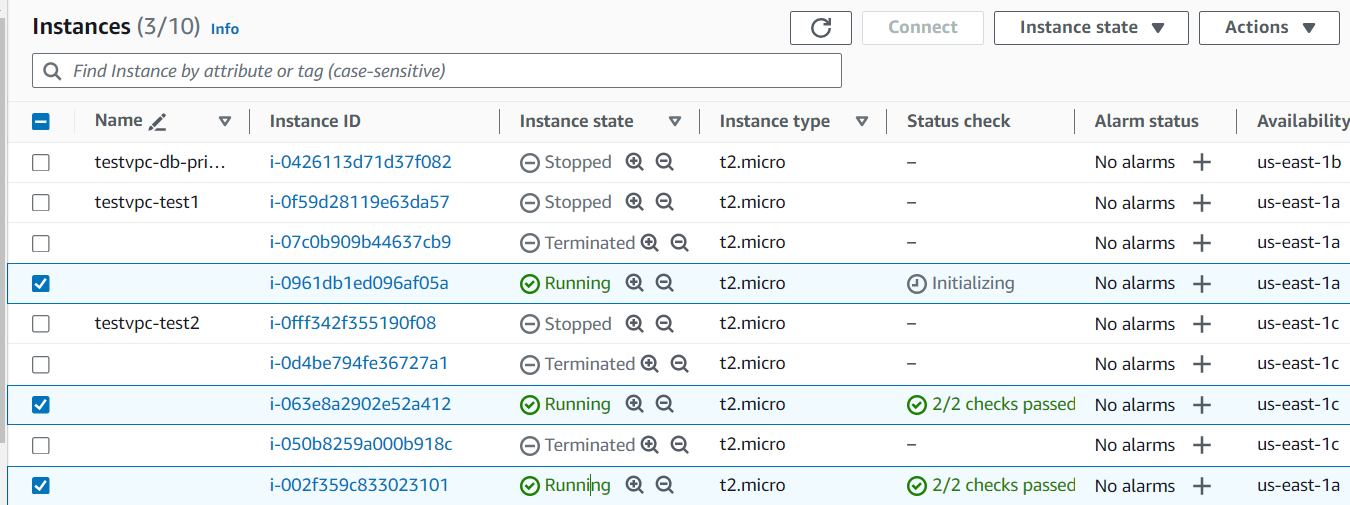 Instances (3/10) Info Connect Instance state Actions
Find Instance by attribute or tag (case-sensitive)
Name Instance ID Instance state Instance type Status check Alarm status Availability
testvpc-db-pri... i-0426113d71d37f082 Stopped t2.micro – No alarms us-east-1b
testvpc-test1 i-0f59d28119e63da57 Stopped t2.micro – No alarms us-east-1a
i-07c0b909b44637cb9 Terminated t2.micro – No alarms us-east-1a
i-0961db1ed096af05a Running t2.micro Initializing No alarms us-east-1a
testvpc-test2 i-0fff342f355190f08 Stopped t2.micro – No alarms us-east-1c
i-0d4be794fe36727a1 Terminated t2.micro – No alarms us-east-1c
i-063e8a2902e52a412 Running t2.micro 2/2 checks passed No alarms us-east-1c
i-050b8259a000b918c Terminated t2.micro – No alarms us-east-1c
i-002f359c833023101 Running t2.micro 2/2 checks passed No alarms us-east-1a